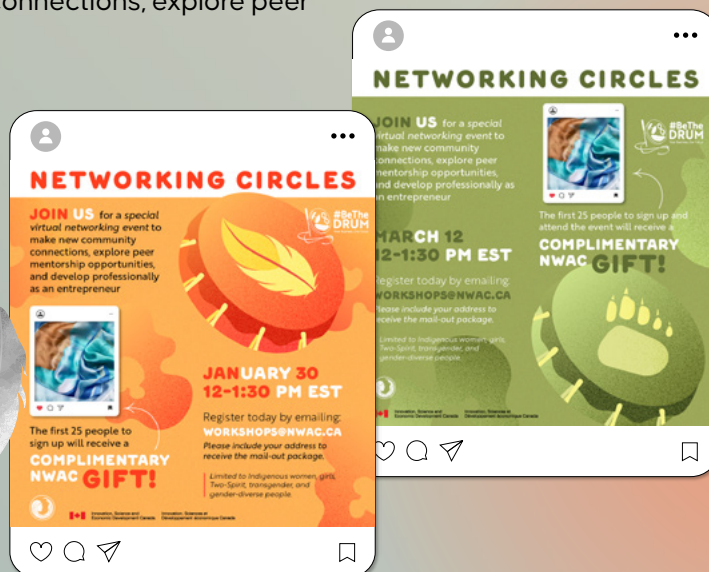 connections, explore peer
NETWORKING CIRCLES
JOIN US for a special
virtual networking event to
make new community
connections, explore peer
mentorship opportunities,
and develop professionally
as an entrepreneur
#BeThe
DRUM
JANUARY 30
12-1:30 PM EST
Register today by emailing:
WORKSHOPS@NWAC.CA
Please include your address to
receive the mail-out package.
Limited to Indigenous women, girls,
Two-Spirit, transgender, and
gender-diverse people.
The first 25 people to
sign up will receive a
COMPLIMENTARY
NWAC GIFT!
Innovation, Science and
Economic Development Canada
Innovation, Sciences et
Développement économique Canada
NETWORKING CIRCLES
JOIN US for a special
virtual networking event to
make new community
connections, explore peer
mentorship opportunities,
and develop professionally as
an entrepreneur
#BeThe
DRUM
The first 25 people to sign up and
attend the event will receive a
COMPLIMENTARY
NWAC GIFT!
MARCH 12
12-1:30 PM EST
Register today by emailing:
WORKSHOPS@NWAC.CA
Please include your address to
receive the mail-out package.
Limited to Indigenous women, girls,
Two-Spirit, transgender, and
gender-diverse people.
Innovation, Science and
Economic Development Canada
Innovation, Sciences et
Développement économique Canada